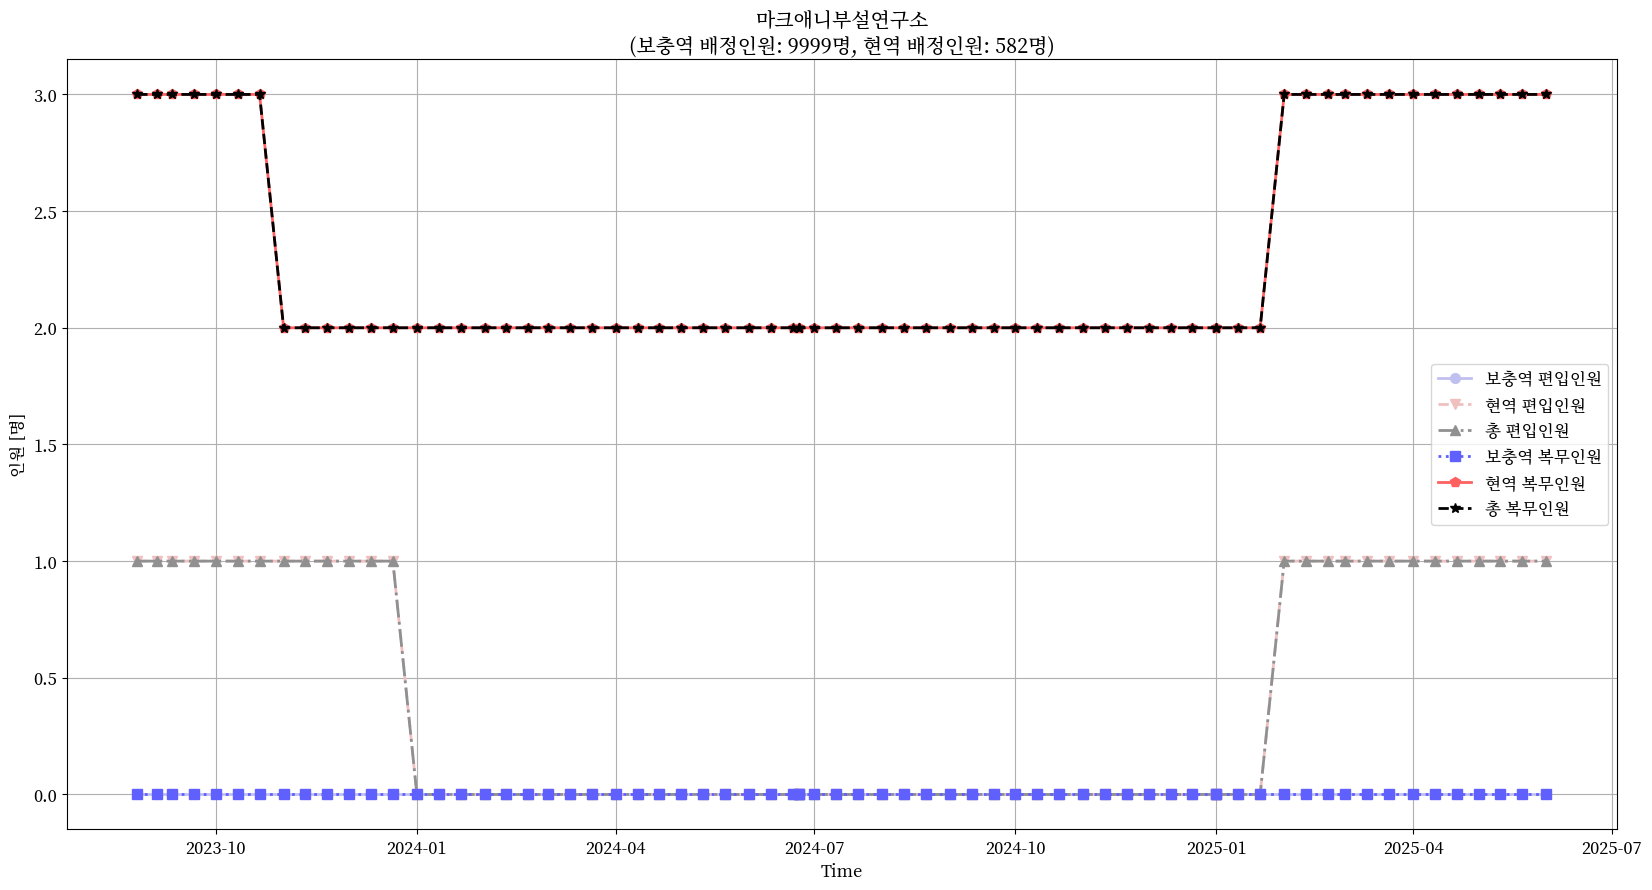 마크애니부설연구소
(보충역 배정인원: 9999명, 현역 배정인원: 582명)
3.0
2.5
2.0
1.5
1.0
0.5
0.0
인원 [명]
보충역 편입인원
현역 편입인원
총 편입인원
보충역 복무인원
현역 복무인원
총 복무인원
2023-10
2024-01
2024-04
2024-07
2024-10
2025-01
2025-04
2025-07
Time